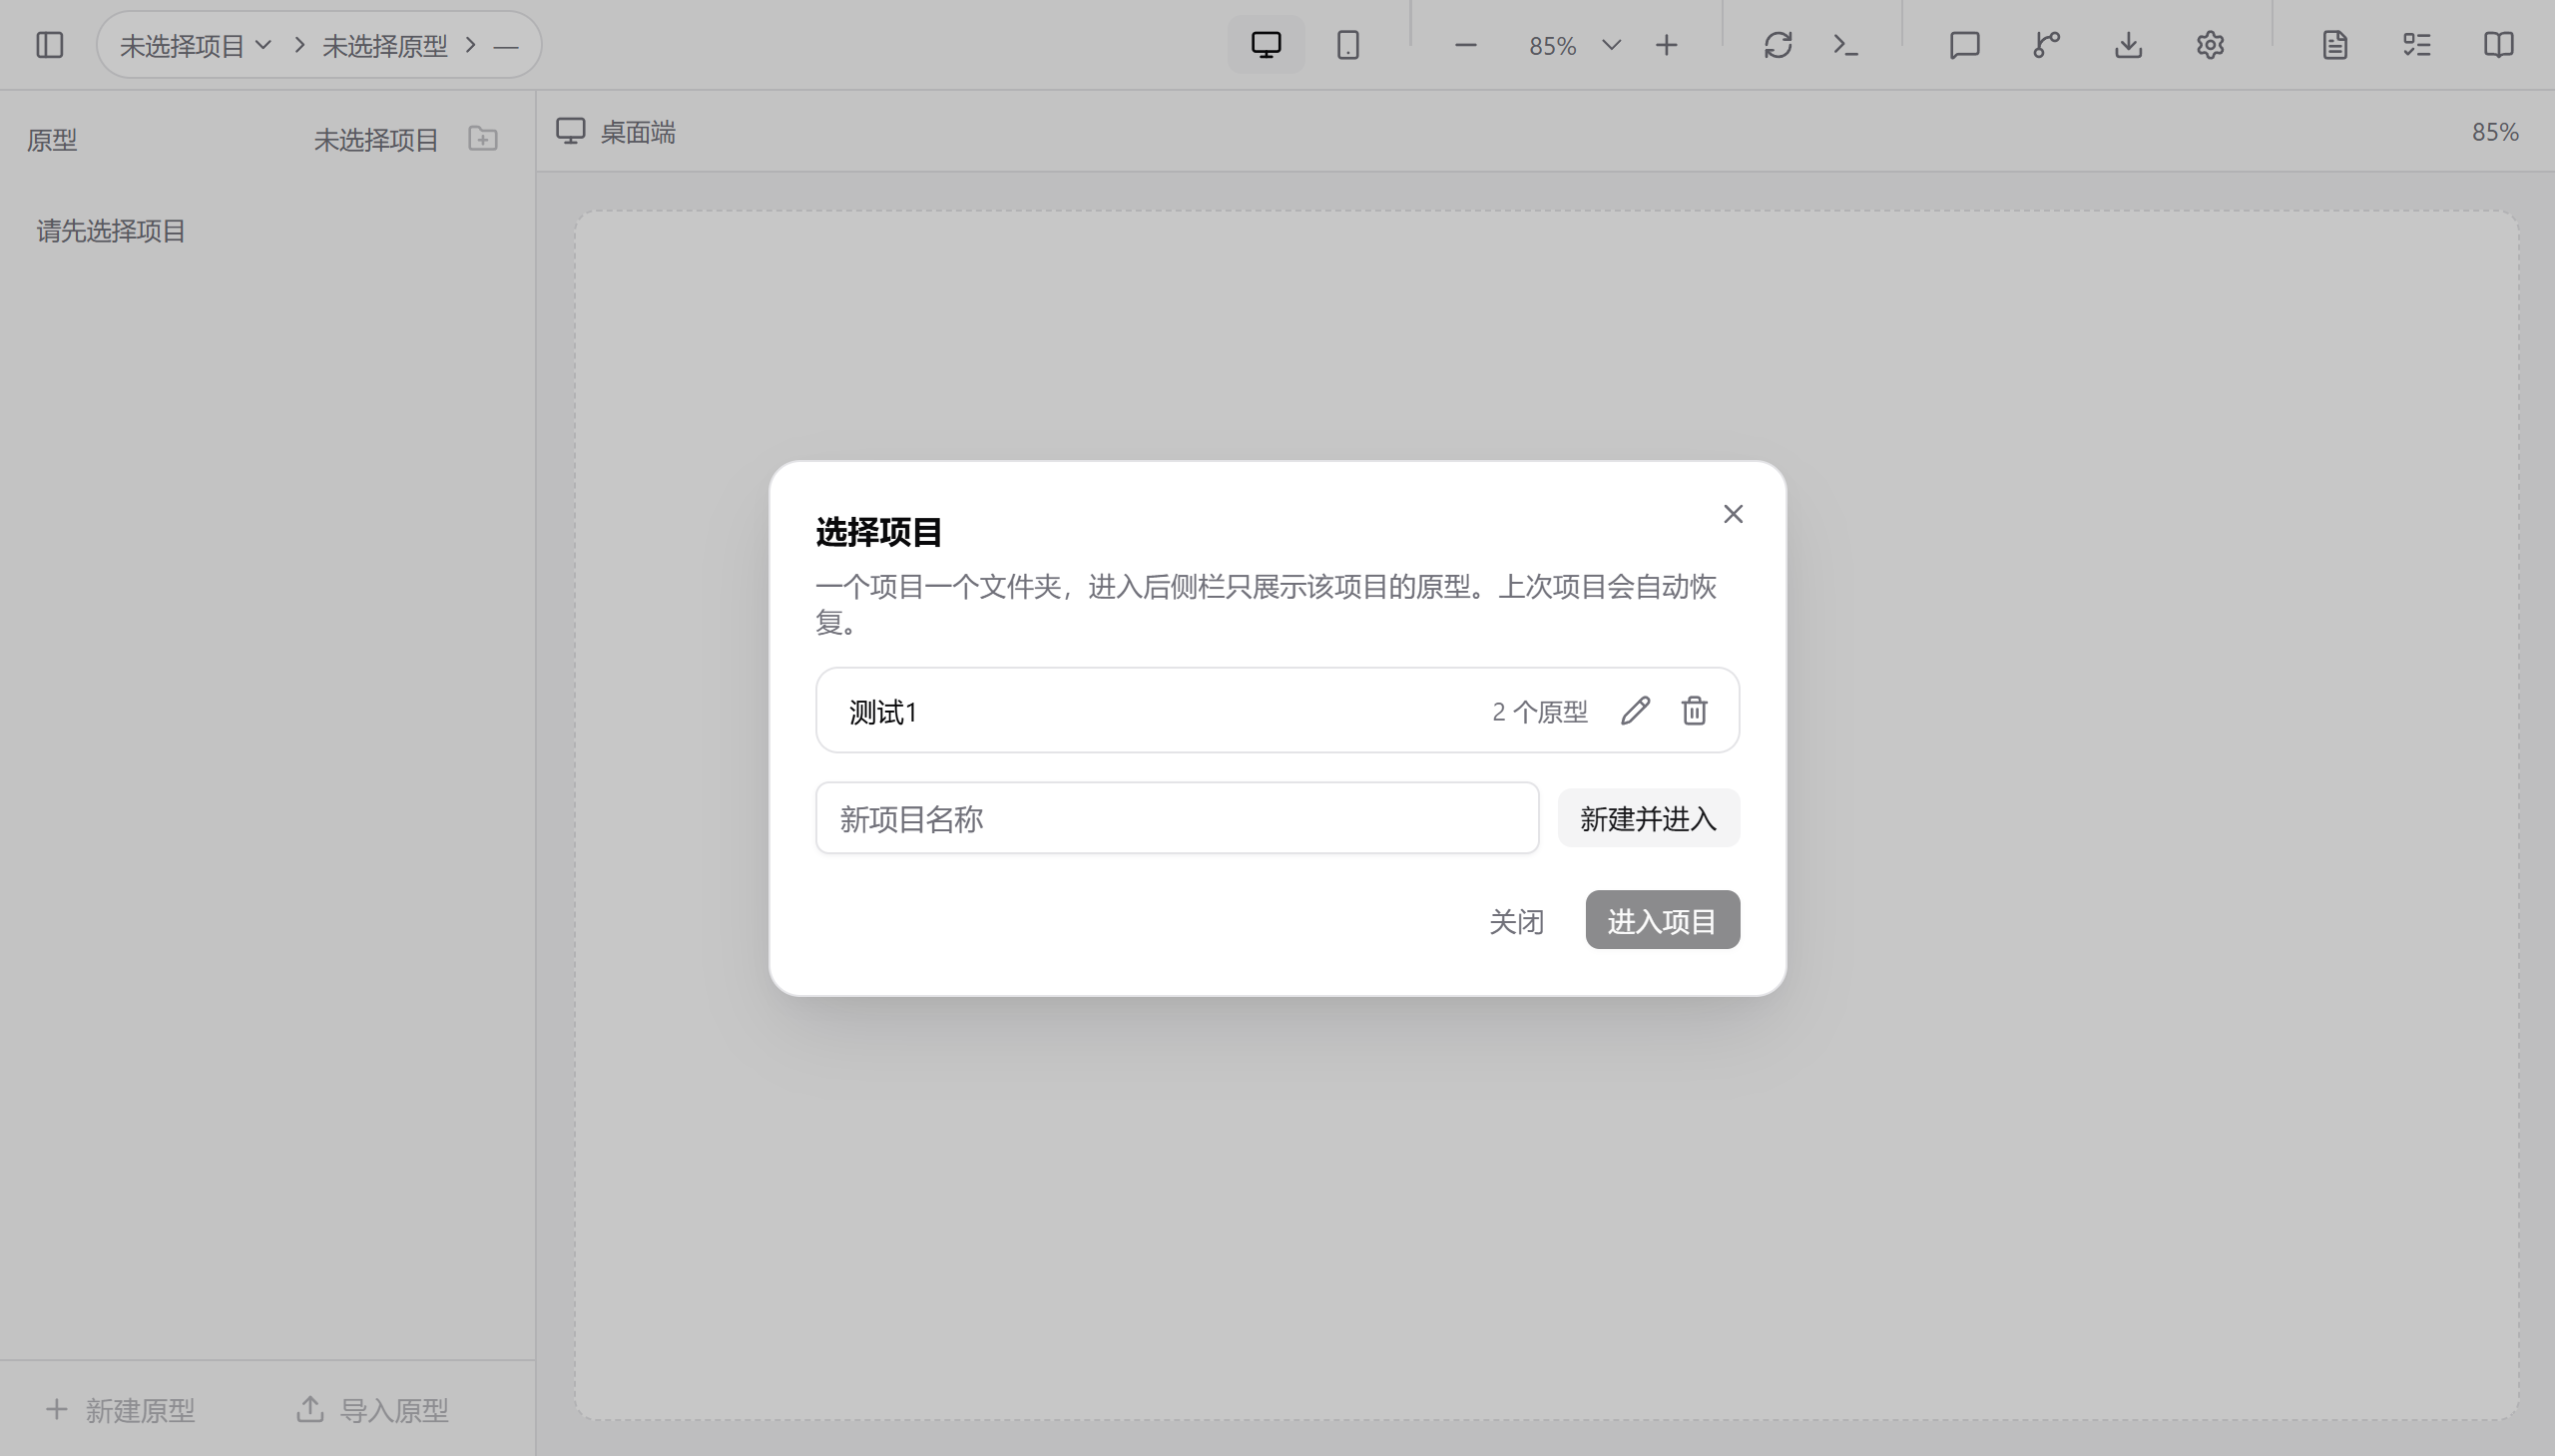 未选择项目 未选择原型 —
85%
原型 未选择项目
桌面端 85%
请先选择项目
选择项目
一个项目一个文件夹，进入后侧栏只展示该项目的原型。上次项目会自动恢
复。
测试1 2 个原型
新项目名称 新建并进入
关闭 进入项目
新建原型 导入原型